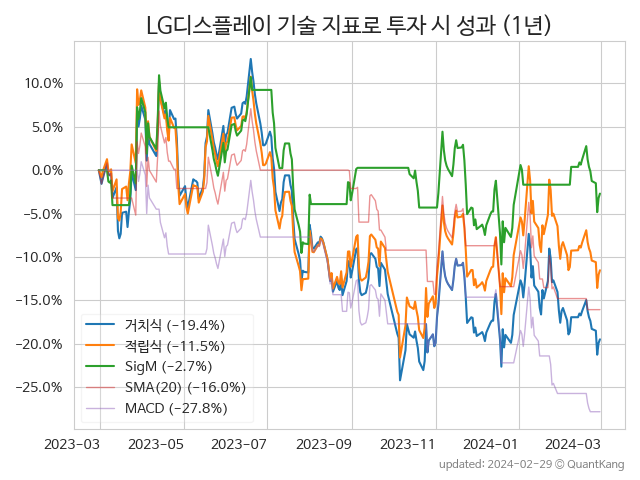 LG디스플레이 기술 지표로 투자 시 성과 (1년)
10.0%
5.0%
0.0%
−5.0%
−10.0%
−15.0%
−20.0%
−25.0%
거치식 (−19.4%)
적립식 (−11.5%)
SigM (−2.7%)
SMA(20) (−16.0%)
MACD (−27.8%)
2023-03 2023-05 2023-07 2023-09 2023-11 2024-01 2024-03
updated: 2024-02-29 ⓒ QuantKang